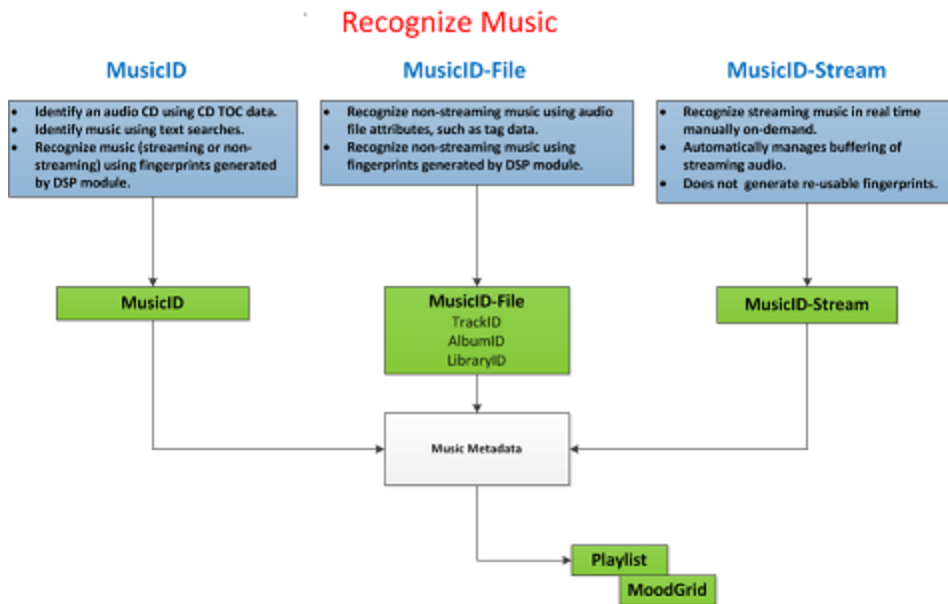 Recognize Music
MusicID
MusicID-File
MusicID-Stream
• Identify an audio CD using CD TOC data.
• Identify music using text searches.
• Recognize music (streaming or non-
streaming) using fingerprints generated
by DSP module.
• Recognize non-streaming music using audio
file attributes, such as tag data.
• Recognize non-streaming music using
fingerprints generated by DSP module.
• Recognize streaming music in real time
manually on-demand.
• Automatically manages buffering of
streaming audio.
• Does not generate re-usable fingerprints.
MusicID
MusicID-File
TrackID
AlbumID
LibraryID
MusicID-Stream
Music Metadata
Playlist
MoodGrid